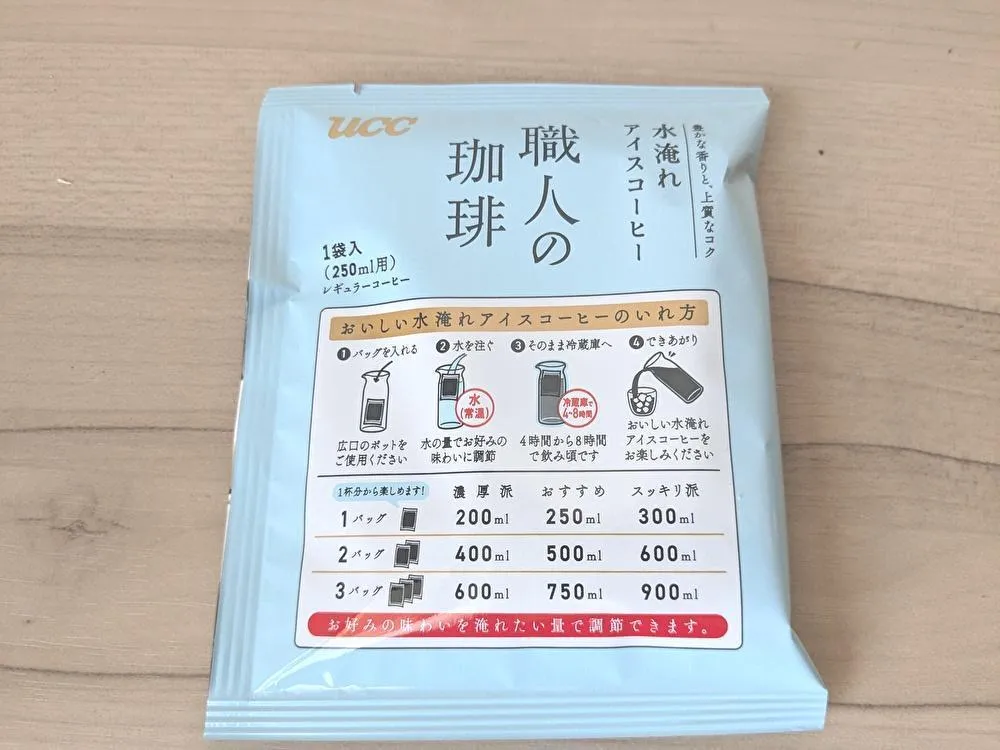 ucc
豊かな香りと、上質なコク
水淹れ
アイスコーヒー
職人の
珈琲
1袋入
(250ml用)
レギュラーコーヒー
おいしい水淹れアイスコーヒーのいれ方
❶バッグを入れる
広口のポットを
ご使用ください
❷水を注ぐ
水
(常温)
水の量でお好みの
味わいに調節
❸そのまま冷蔵庫へ
冷蔵庫で
4~8時間
4時間から8時間
で飲み頃です
❹できあがり
おいしい水淹れ
アイスコーヒーを
お楽しみください
1杯分から楽しめます! 濃厚派 おすすめ スッキリ派
1バッグ 200ml 250ml 300ml
2バッグ 400ml 500ml 600ml
3バッグ 600ml 750ml 900ml
お好みの味わいを淹れたい量で調節できます。